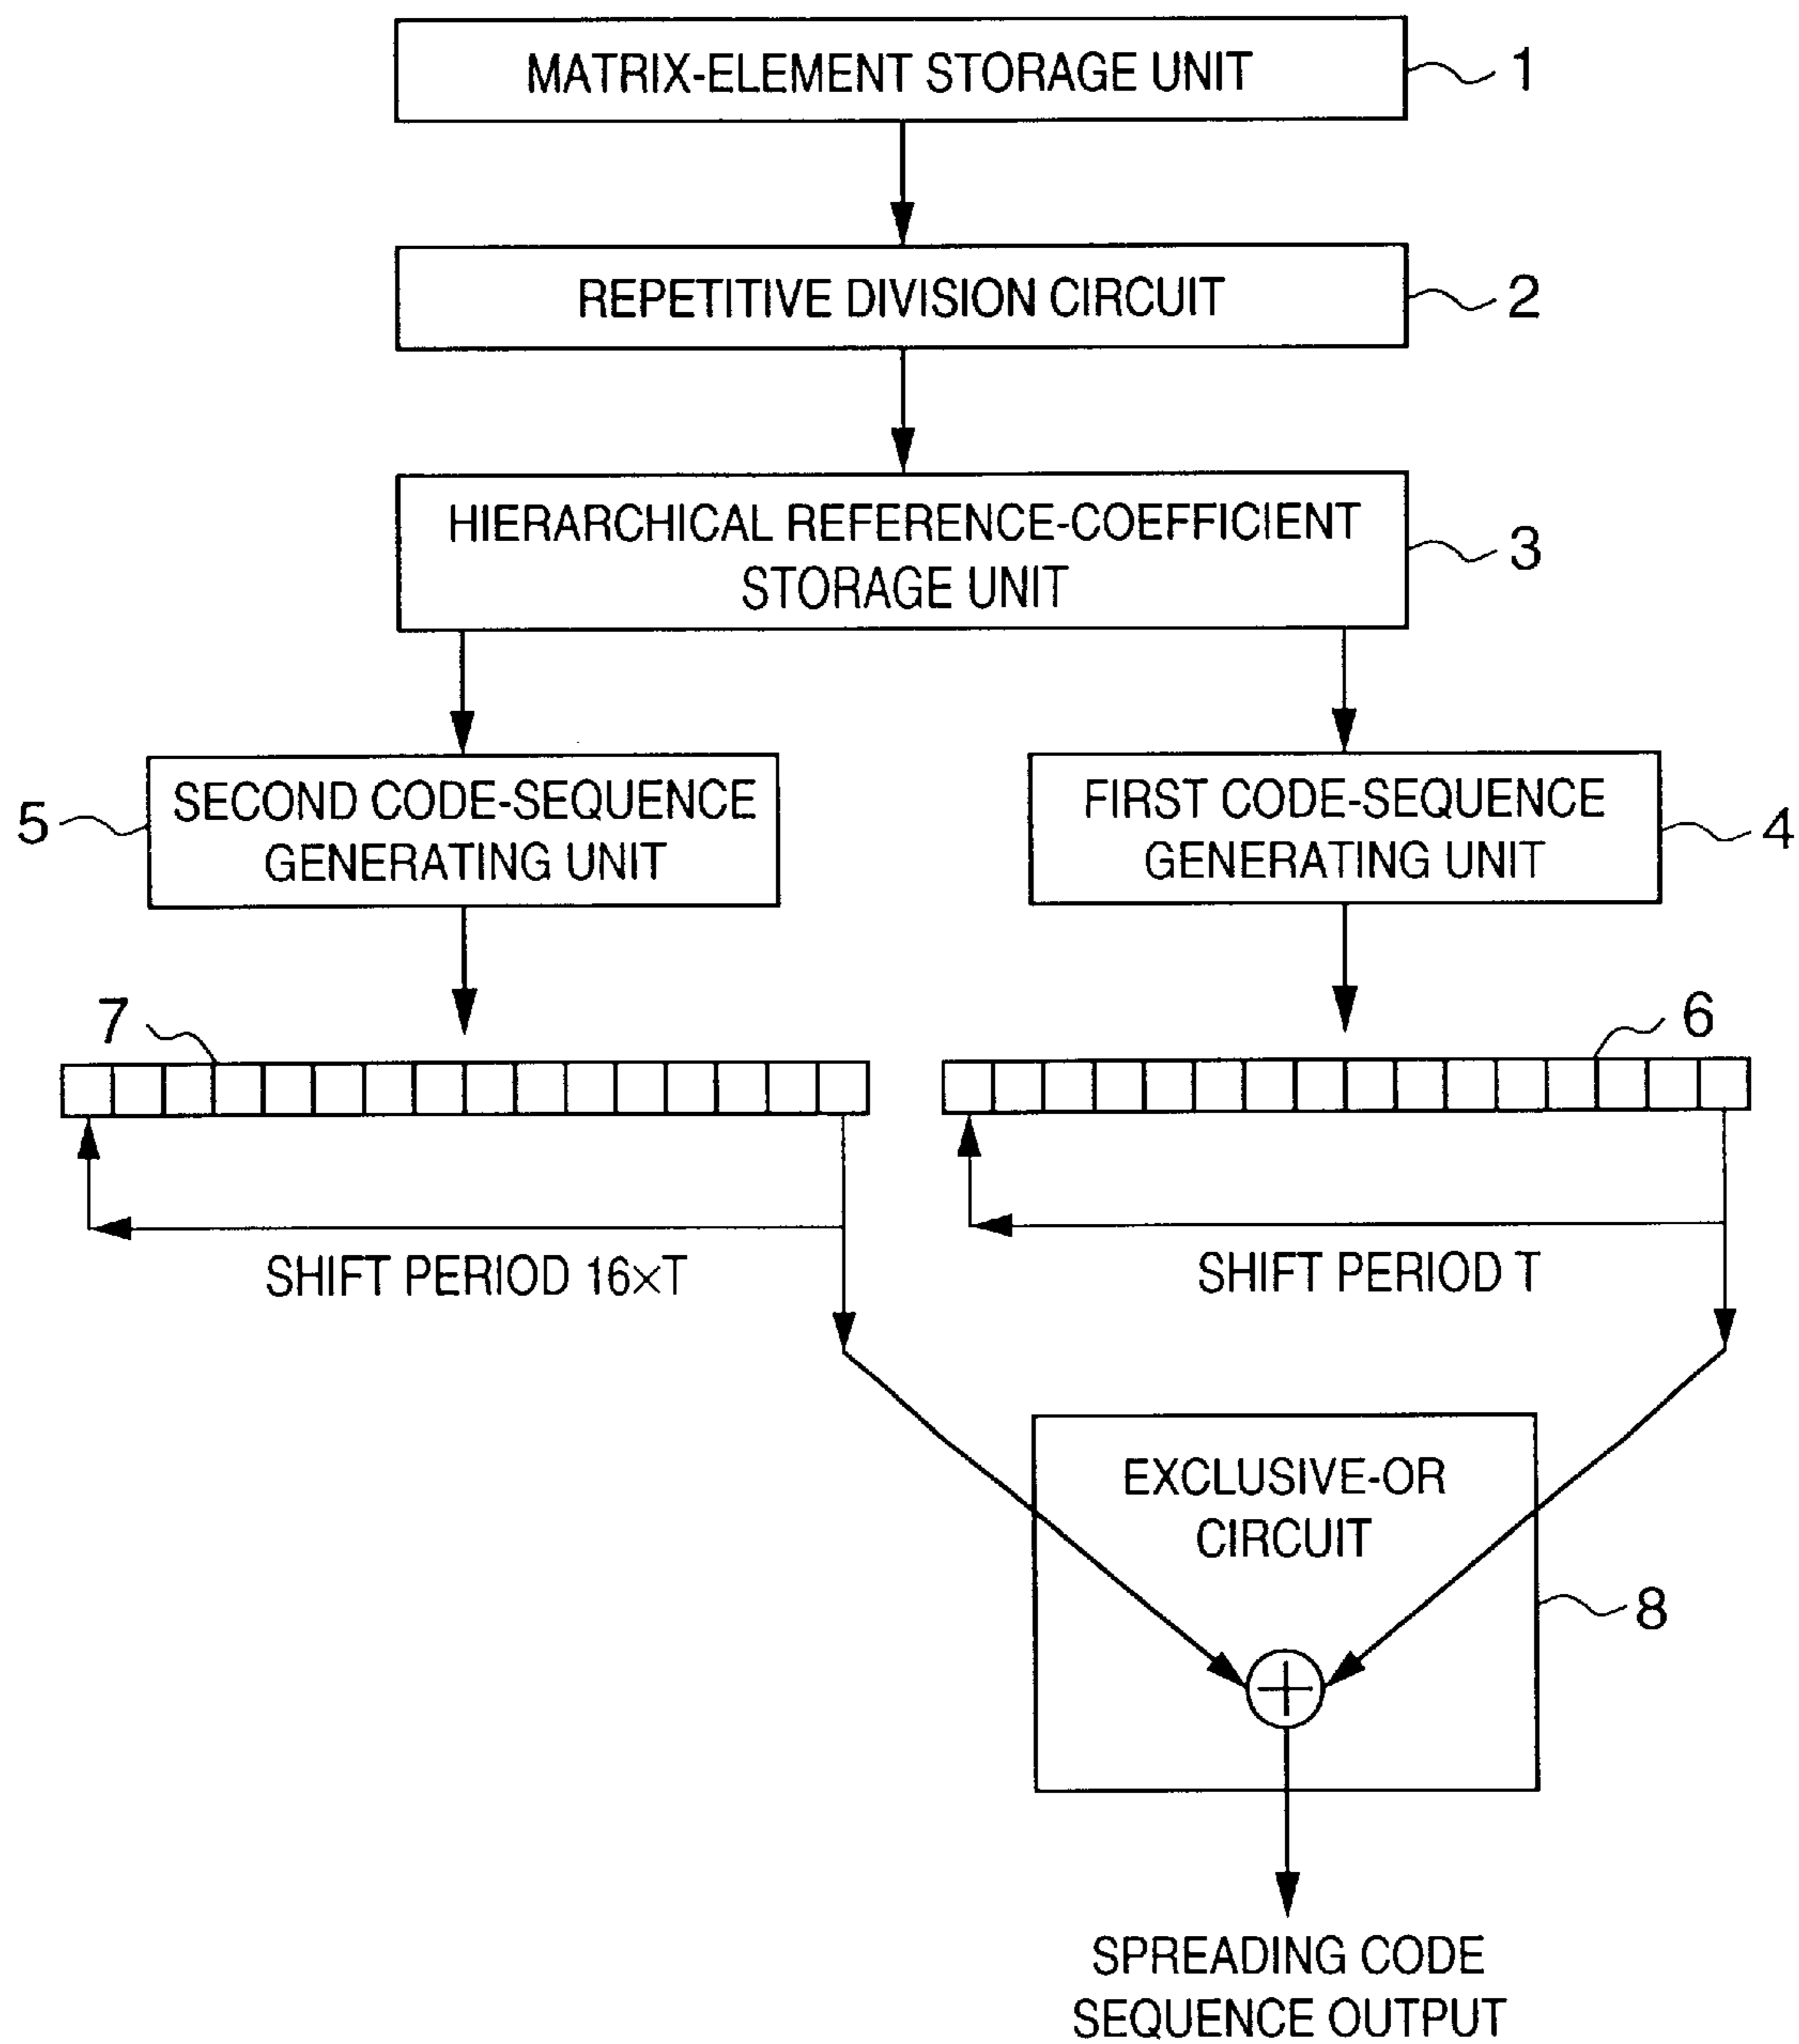 MATRIX-ELEMENT STORAGE UNIT
1
REPETITIVE DIVISION CIRCUIT
2
HIERARCHICAL REFERENCE-COEFFICIENT
STORAGE UNIT
3
5
SECOND CODE-SEQUENCE
GENERATING UNIT
FIRST CODE-SEQUENCE
GENERATING UNIT
4
7
6
SHIFT PERIOD 16×T
SHIFT PERIOD T
EXCLUSIVE-OR
CIRCUIT
8
SPREADING CODE
SEQUENCE OUTPUT